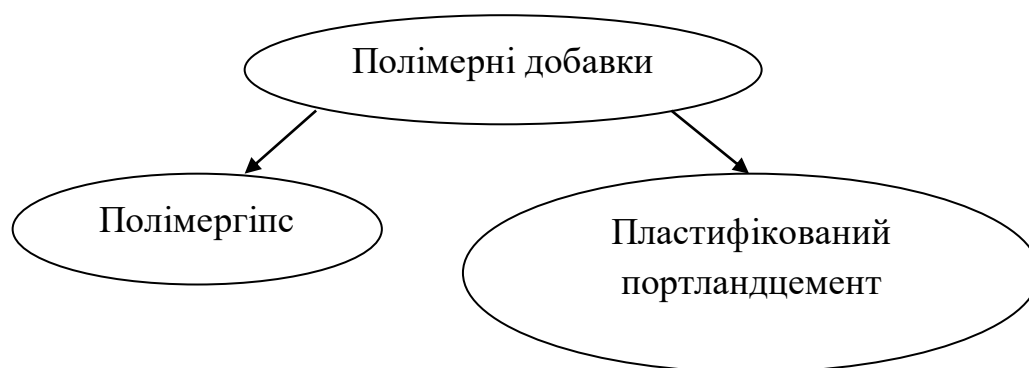 Полімерні добавки
Полімергіпс
Пластифікований
портландцемент